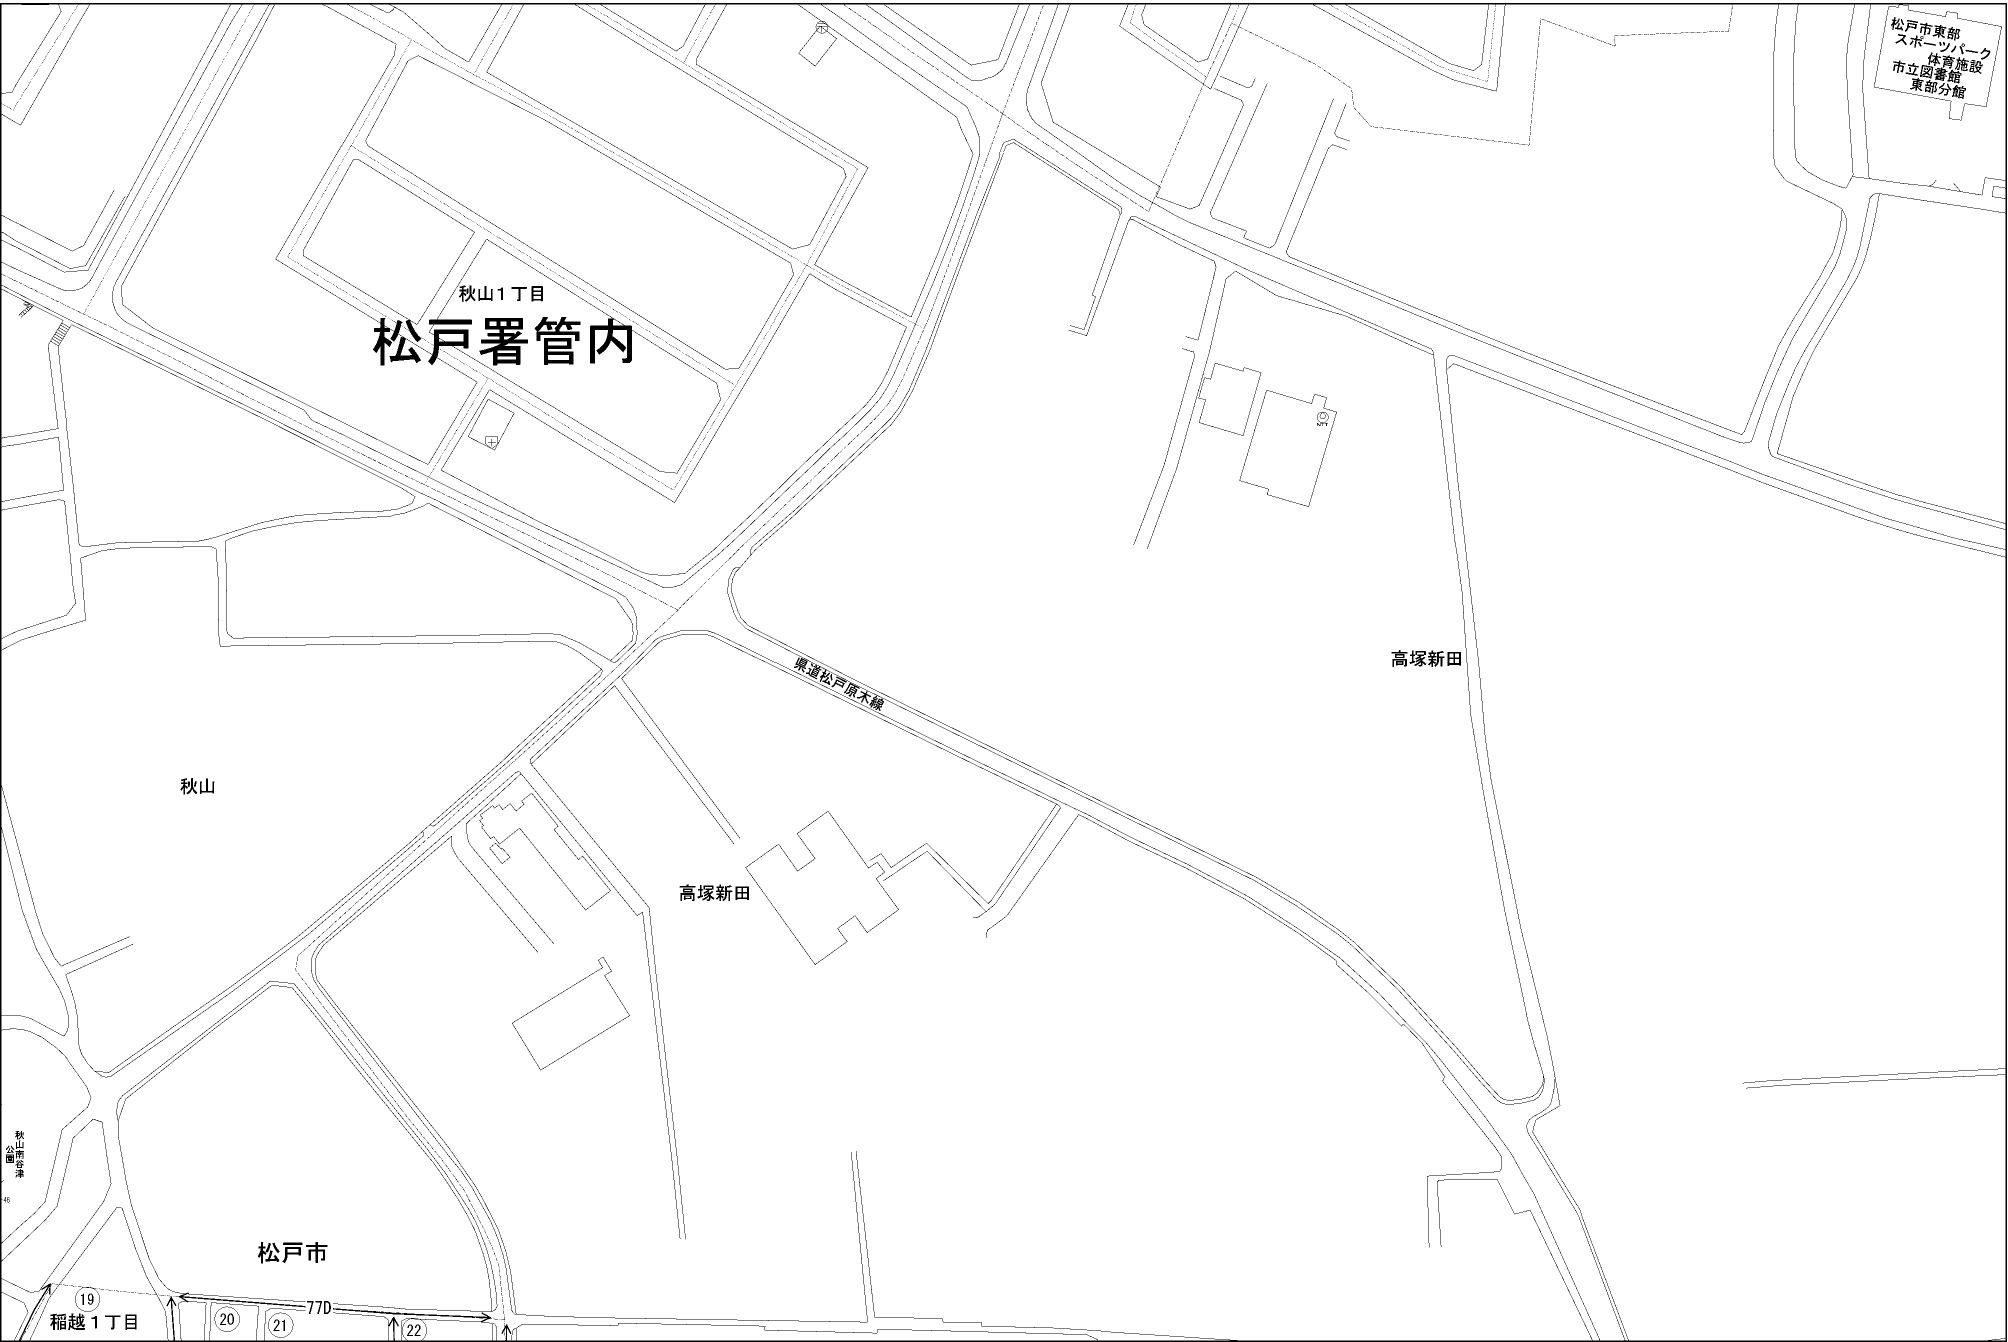 松戸市東部
スポーツパーク
体育施設
市立図書館
東部分館
秋山1丁目
松戸署管内
NTT
高塚新田
県道松戸原木線
秋山
高塚新田
秋山南谷津
公園
46
松戸市
19
稲越1丁目
77D
20
21
22